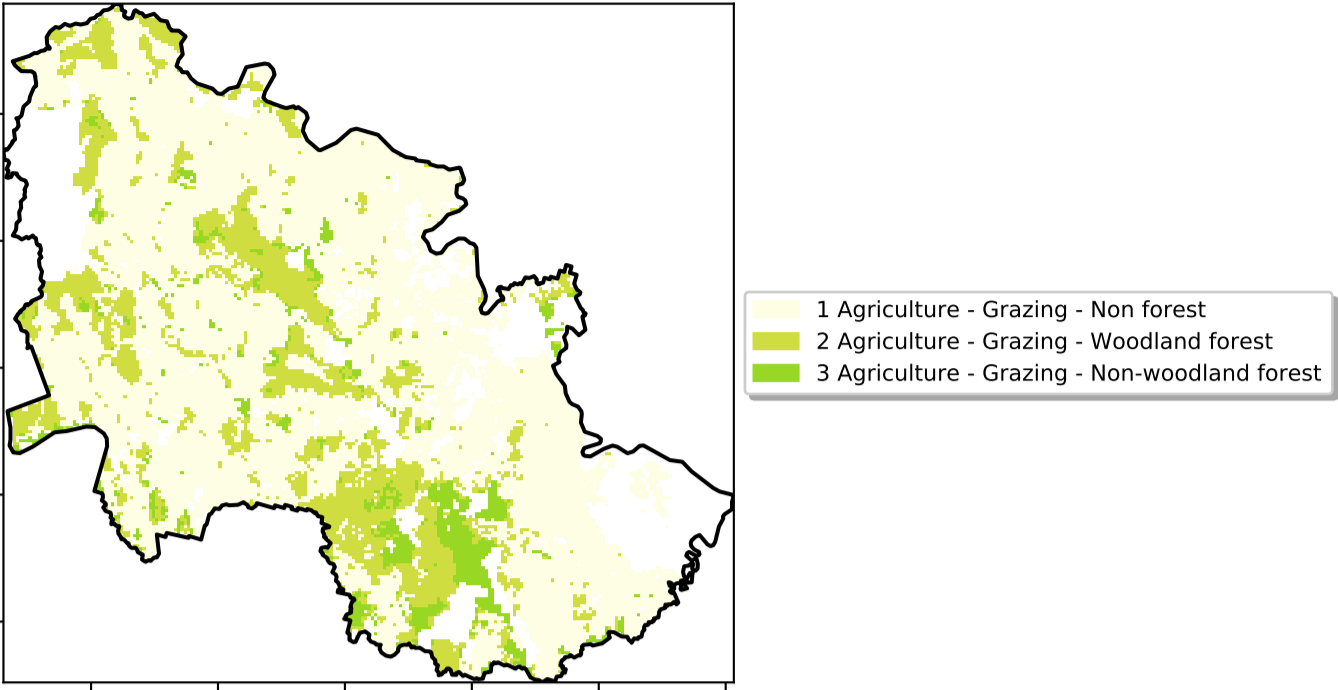 1 Agriculture - Grazing - Non forest
2 Agriculture - Grazing - Woodland forest
3 Agriculture - Grazing - Non-woodland forest